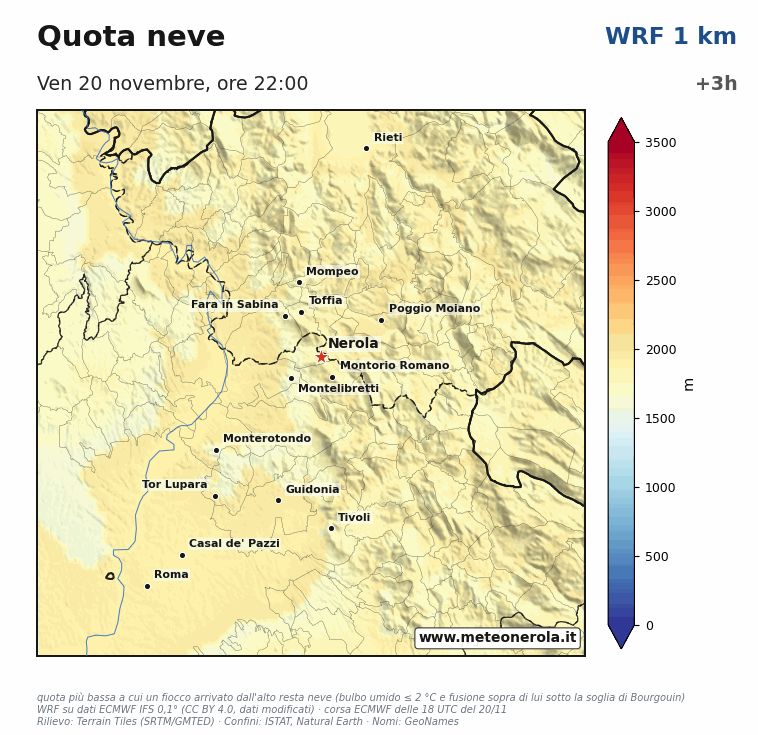 Quota neve
WRF 1 km
Ven 20 novembre, ore 22:00
+3h
Rieti
Mompeo
Fara in Sabina
Toffia
Poggio Moiano
Nerola
Montorio Romano
Montelibretti
Monterotondo
Tor Lupara
Guidonia
Tivoli
Casal de' Pazzi
Roma
www.meteonerola.it
3500
3000
2500
2000
1500
1000
500
0
m
quota più bassa a cui un fiocco arrivato dall'alto resta neve (bulbo umido ≤ 2 °C e fusione sopra di lui sotto la soglia di Bourgouin)
WRF su dati ECMWF IFS 0,1° (CC BY 4.0, dati modificati) · corsa ECMWF delle 18 UTC del 20/11
Rilievo: Terrain Tiles (SRTM/GMTED) · Confini: ISTAT, Natural Earth · Nomi: GeoNames